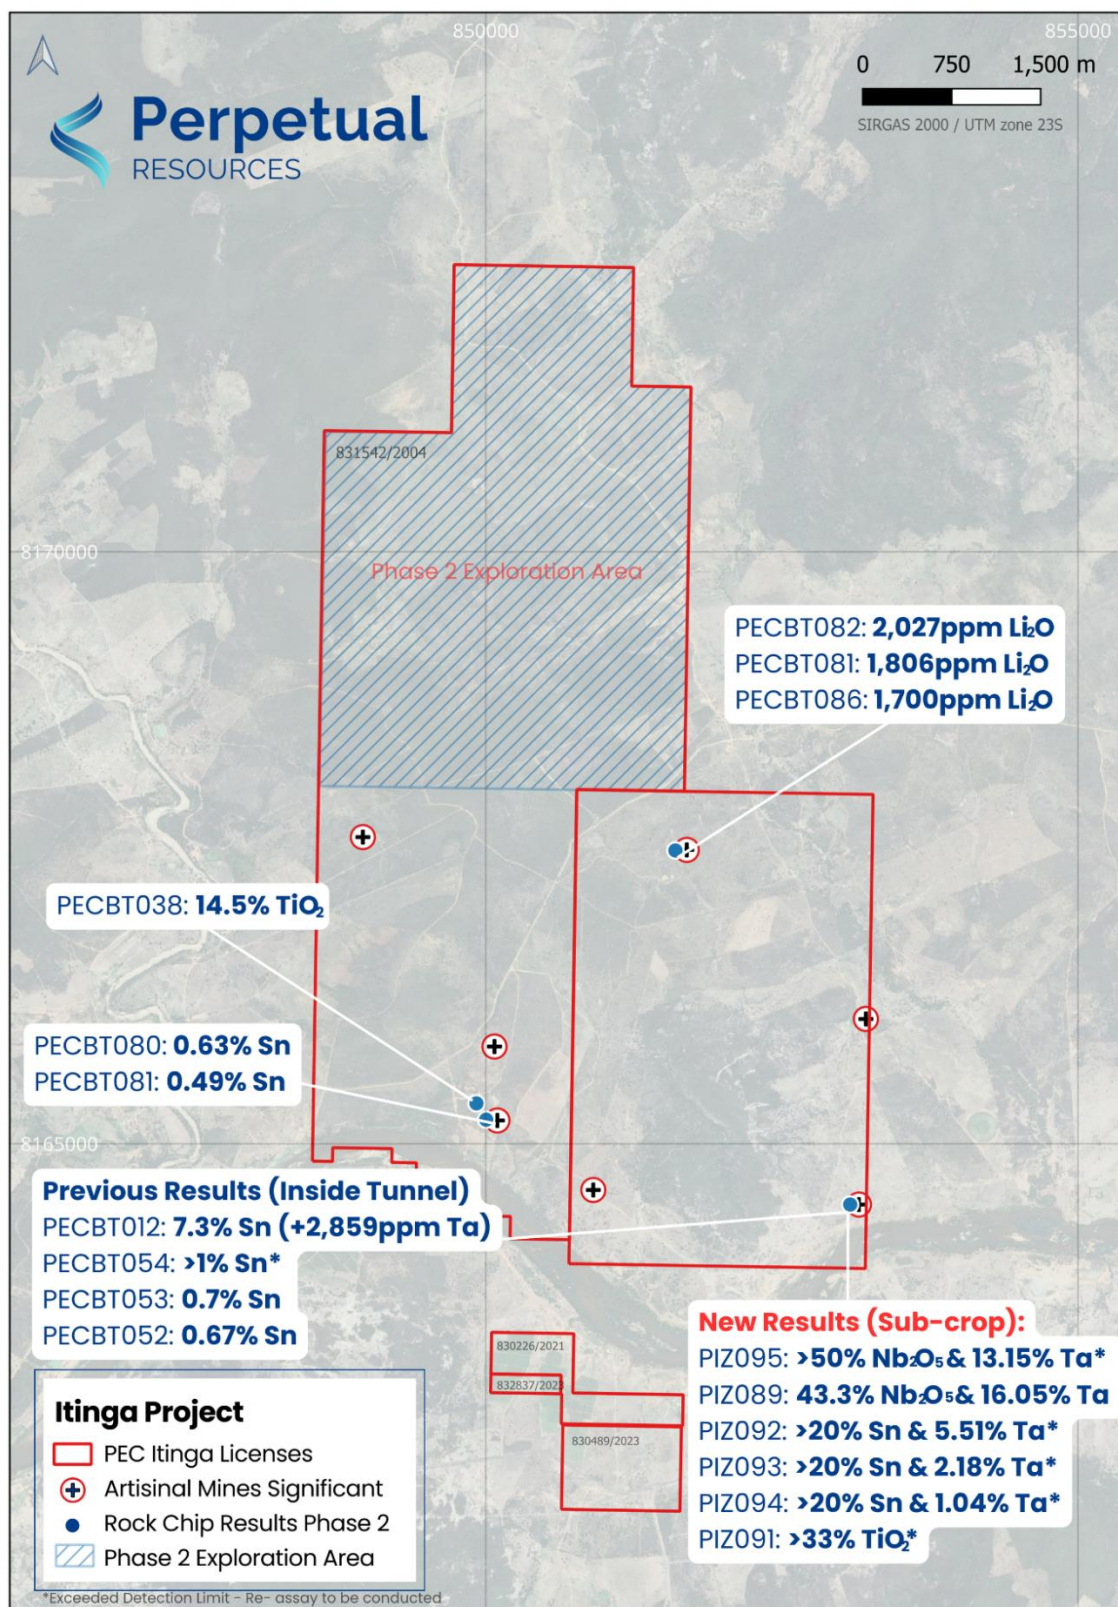 850000
855000
0 750 1,500 m
SIRGAS 2000 / UTM zone 23S
Perpetual
RESOURCES
831542/2004
8170000
Phase 2 Exploration Area
PECBT082: 2,027ppm Li₂O
PECBT081: 1,806ppm Li₂O
PECBT086: 1,700ppm Li₂O
PECBT038: 14.5% TiO₂
PECBT080: 0.63% Sn
PECBT081: 0.49% Sn
8165000
Previous Results (Inside Tunnel)
PECBT012: 7.3% Sn (+2,859ppm Ta)
PECBT054: >1% Sn*
PECBT053: 0.7% Sn
PECBT052: 0.67% Sn
New Results (Sub-crop):
PIZ095: >50% Nb₂O₅ & 13.15% Ta*
PIZ089: 43.3% Nb₂O₅ & 16.05% Ta
PIZ092: >20% Sn & 5.51% Ta*
PIZ093: >20% Sn & 2.18% Ta*
PIZ094: >20% Sn & 1.04% Ta*
PIZ091: >33% TiO₂*
830226/2021
832837/2023
830489/2023
Itinga Project
PEC Itinga Licenses
Artisinal Mines Significant
Rock Chip Results Phase 2
Phase 2 Exploration Area
*Exceeded Detection Limit - Re- assay to be conducted